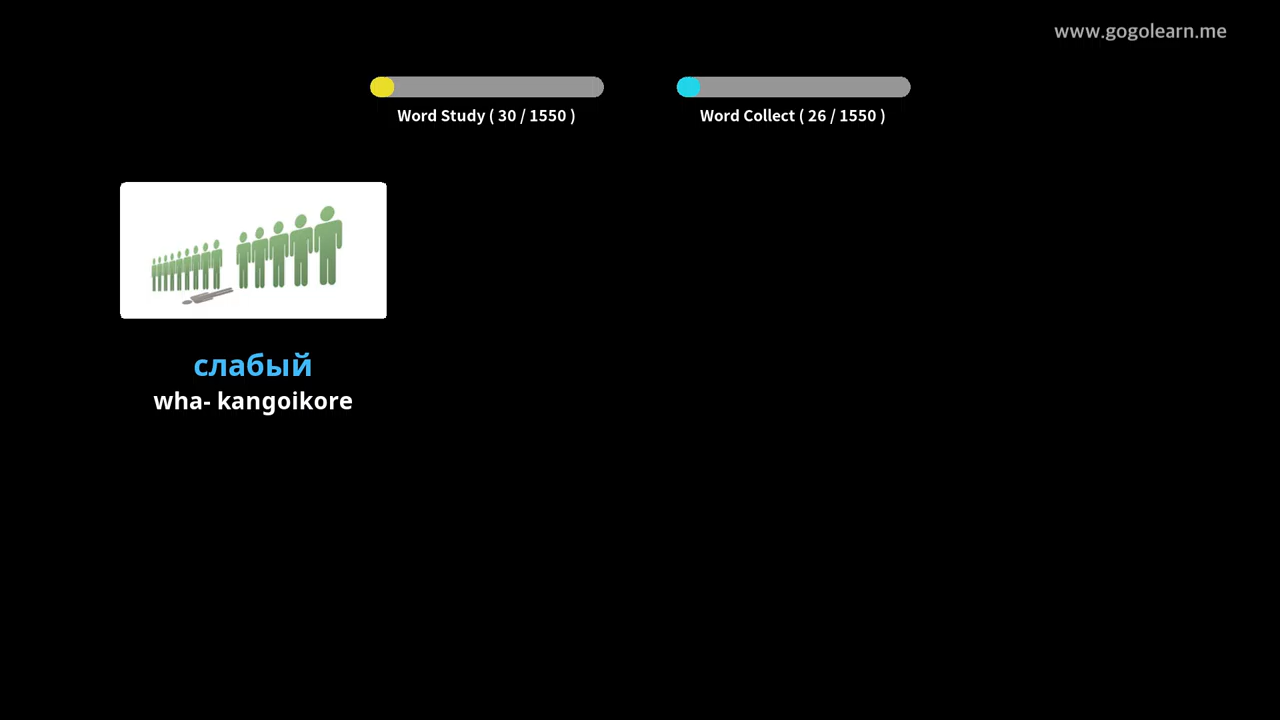 www.gogolearn.me
Word Study ( 30 / 1550 )
Word Collect ( 26 / 1550 )
слабый
wha- kangoikore